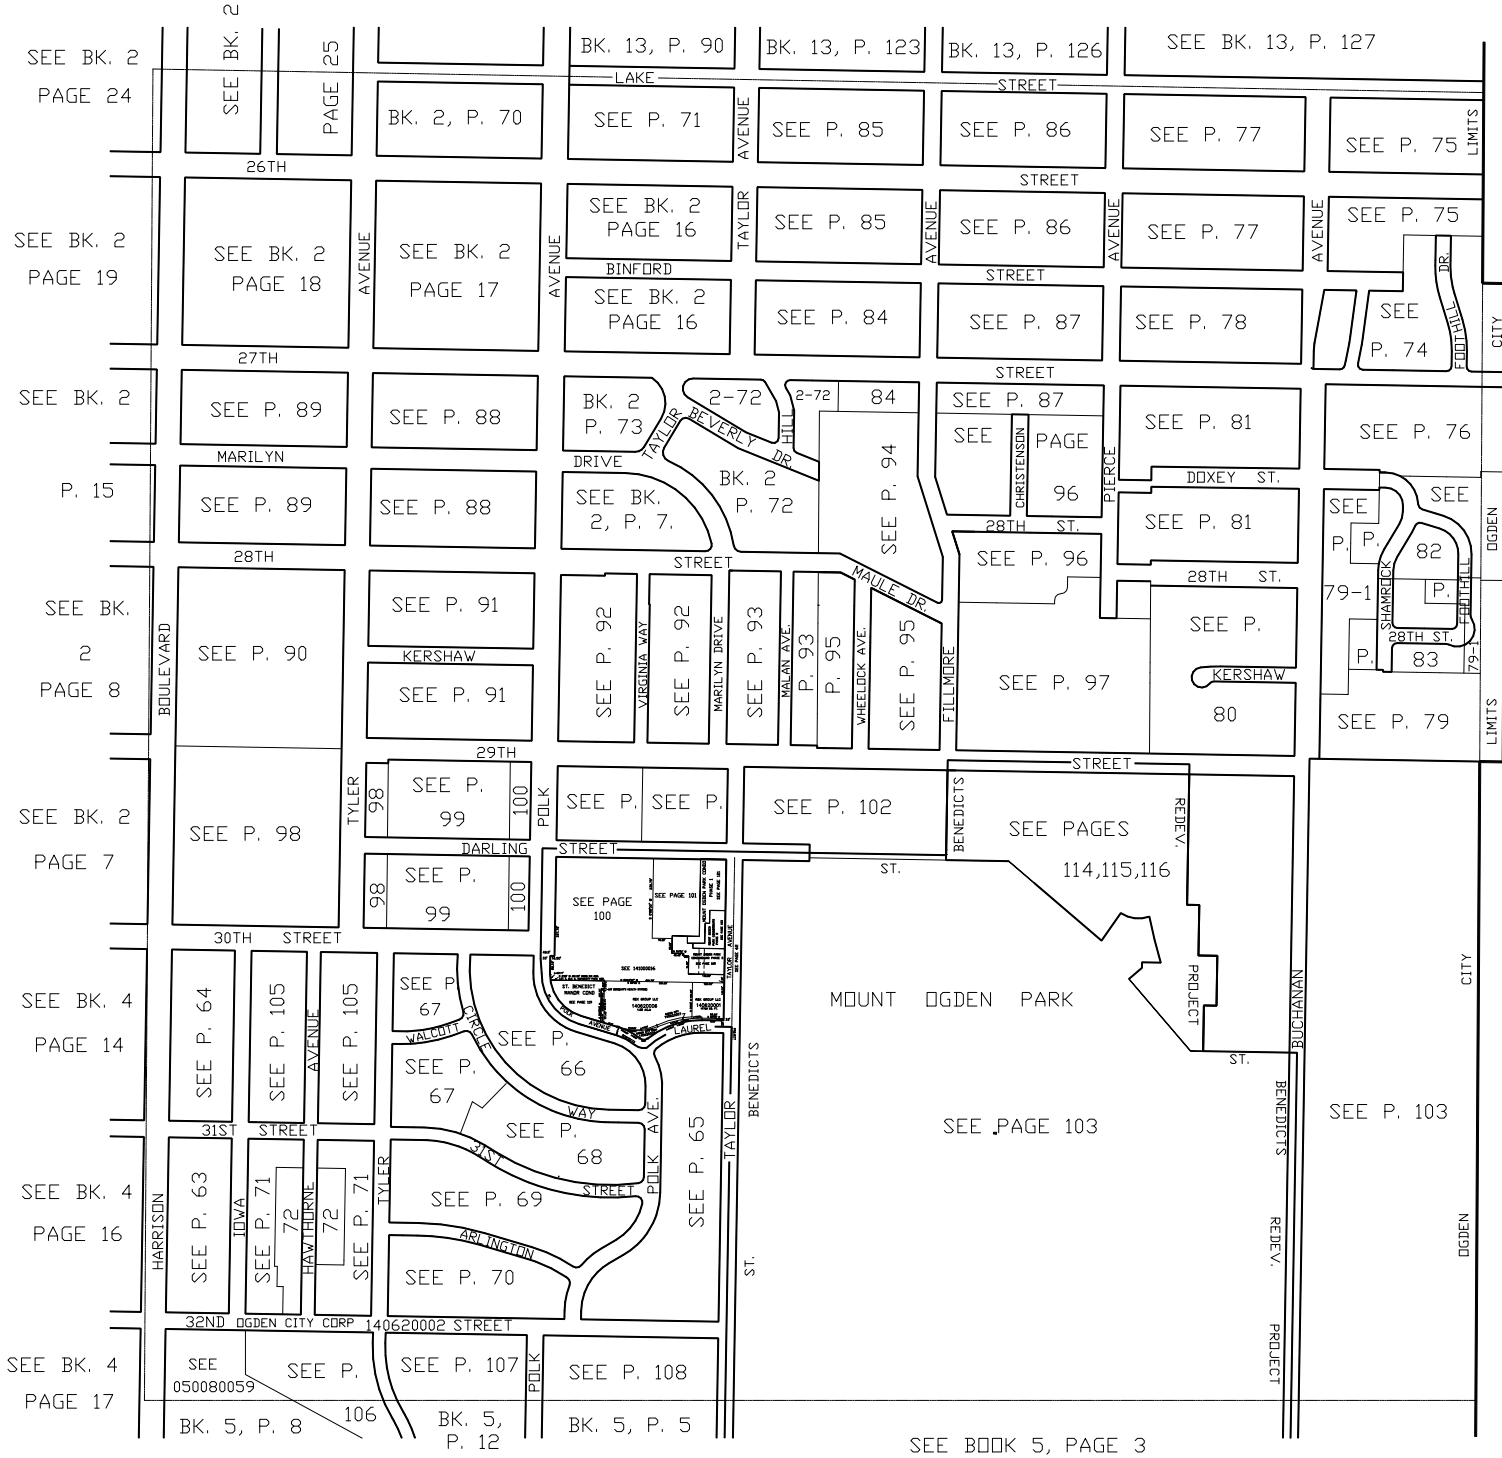 SEE BK. 2
PAGE 24
SEE BK. 2
PAGE 25
BK. 13, P. 90
BK. 13, P. 123
BK. 13, P. 126
SEE BK. 13, P. 127
LAKE
STREET
BK. 2, P. 70
SEE P. 71
AVENUE
SEE P. 85
SEE P. 86
SEE P. 77
SEE P. 75
LIMITS
26TH
STREET
SEE BK. 2
PAGE 19
SEE BK. 2
PAGE 18
AVENUE
SEE BK. 2
PAGE 17
AVENUE
SEE BK. 2
PAGE 16
TAYLOR
SEE P. 85
AVENUE
SEE P. 86
AVENUE
SEE P. 77
AVENUE
SEE P. 75
BINFORD
STREET
SEE BK. 2
PAGE 16
SEE P. 84
SEE P. 87
SEE P. 78
SEE
P. 74
FOOTHILL
DR.
CITY
27TH
STREET
SEE BK. 2
SEE P. 89
SEE P. 88
BK. 2
P. 73
TAYLOR
2-72
BEVERLY DR.
HILL
2-72
84
SEE P. 94
SEE P. 87
SEE
CHRISTENSON
PAGE
96
PIERCE
SEE P. 81
SEE P. 76
MARILYN
DRIVE
BK. 2
P. 72
DOXEY ST.
P. 15
SEE P. 89
SEE P. 88
SEE BK.
2, P. 7.
28TH ST.
SEE P. 81
SEE
SEE
P.
P.
82
OGDEN
28TH
STREET
MAULE DR.
SEE P. 96
28TH ST.
79-1
SHAMROCK
P.
FOOTHILL
SEE BK.
2
PAGE 8
BOULEVARD
SEE P. 90
SEE P. 91
KERSHAW
SEE P. 91
SEE P. 92
VIRGINIA WAY
SEE P. 92
MARILYN DRIVE
SEE P. 93
MALAN AVE.
P. 93
P. 95
WHEELOCK AVE.
SEE P. 95
FILLMORE
SEE P. 97
SEE P.
KERSHAW
80
28TH ST.
P.
83
79-1
SEE P. 79
LIMITS
29TH
STREET
SEE BK. 2
PAGE 7
SEE P. 98
TYLER
98
SEE P.
99
100
POLK
SEE P.
SEE P.
SEE P. 102
BENEDICTS
SEE PAGES
114,115,116
REDEV.
DARLING
STREET
ST.
98
SEE P.
99
100
SEE PAGE
100
SEE PAGE 101
SEE 141000016
ST. BENEDICT
MANOR COND
140620008
140620001
TAYLOR AVENUE
POLK AVENUE
LAUREL
30TH STREET
SEE BK. 4
PAGE 14
SEE P. 64
SEE P. 105
AVENUE
SEE P. 105
SEE P
67
WALCOTT
CIRCLE
SEE P.
66
SEE P.
67
WAY
MOUNT OGDEN PARK
PROJECT
BUCHANAN
CITY
ST.
BENEDICTS
BENEDICTS
SEE P.
68
POLK AVE.
SEE P. 65
TAYLOR
SEE PAGE 103
SEE P. 103
31ST STREET
31ST
STREET
SEE BK. 4
PAGE 16
HARRISON
SEE P. 63
IOWA
SEE P. 71
72
HAWTHORNE
72
SEE P. 71
TYLER
SEE P. 69
ARLINGTON
SEE P. 70
ST.
REDEV.
OGDEN
32ND OGDEN CITY CORP 140620002 STREET
SEE BK. 4
PAGE 17
SEE
050080059
SEE P.
106
SEE P. 107
POLK
SEE P. 108
PROJECT
BK. 5, P. 8
BK. 5,
P. 12
BK. 5, P. 5
SEE BOOK 5, PAGE 3